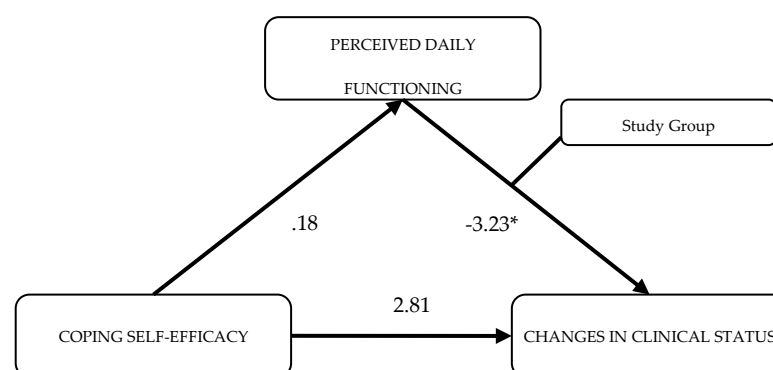 PERCEIVED DAILY
FUNCTIONING
Study Group
.18
-3.23*
2.81
COPING SELF-EFFICACY
CHANGES IN CLINICAL STATUS